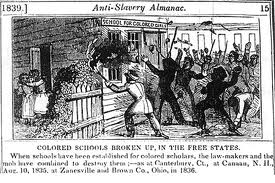 1839.] Anti-Slavery Almanac. 15
SCHOOL FOR COLORED GIRLS
COLORED SCHOOLS BROKEN UP, IN THE FREE STATES.
When schools have been established for colored scholars, the law-makers and the
mob have combined to destroy them;—as at Canterbury, Ct., at Canaan, N. H.,
Aug. 10, 1835, at Zanesville and Brown Co., Ohio, in 1836.